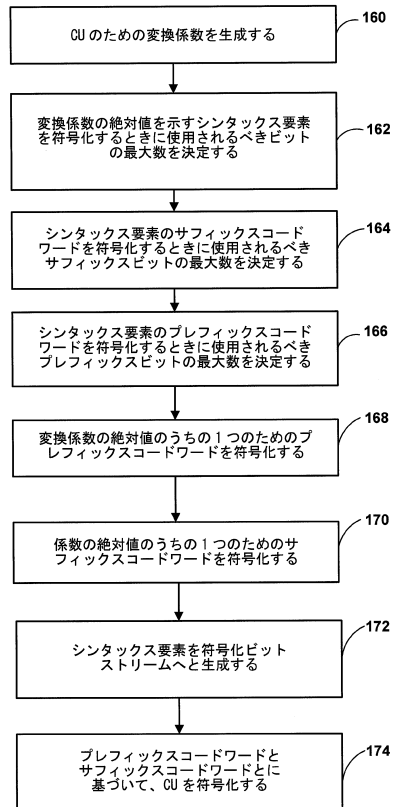 CUのための変換係数を生成する
160
変換係数の絶対値を示すシンタックス要素
を符号化するときに使用されるべきビット
の最大数を決定する
162
シンタックス要素のサフィックスコード
ワードを符号化するときに使用されるべき
サフィックスビットの最大数を決定する
164
シンタックス要素のプレフィックスコード
ワードを符号化するときに使用されるべき
プレフィックスビットの最大数を決定する
166
変換係数の絶対値のうちの1つのためのプ
レフィックスコードワードを符号化する
168
係数の絶対値のうちの1つのためのサ
フィックスコードワードを符号化する
170
シンタックス要素を符号化ビット
ストリームへと生成する
172
プレフィックスコードワードと
サフィックスコードワードとに
基づいて、CUを符号化する
174